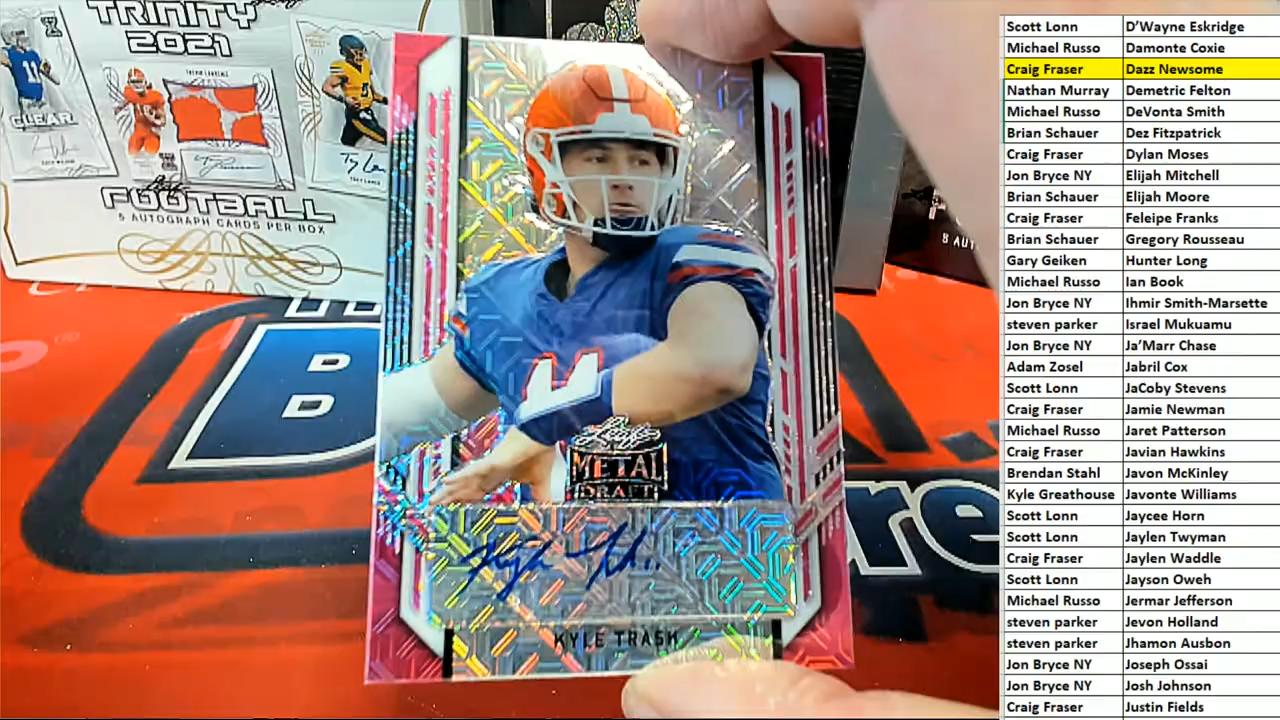 TRINITY
2021
CLEAR
FOOTBALL
5 AUTOGRAPH CARDS PER BOX
8 AUT
B
D
re
Leaf
METAL
DRAFT
KYLE TRASK
Scott Lonn D'Wayne Eskridge
Michael Russo Damonte Coxie
Craig Fraser Dazz Newsome
Nathan Murray Demetric Felton
Michael Russo DeVonta Smith
Brian Schauer Dez Fitzpatrick
Craig Fraser Dylan Moses
Jon Bryce NY Elijah Mitchell
Brian Schauer Elijah Moore
Craig Fraser Feleipe Franks
Brian Schauer Gregory Rousseau
Gary Geiken Hunter Long
Michael Russo Ian Book
Jon Bryce NY Ihmir Smith-Marsette
steven parker Israel Mukuamu
Jon Bryce NY Ja'Marr Chase
Adam Zosel Jabril Cox
Scott Lonn JaCoby Stevens
Craig Fraser Jamie Newman
Michael Russo Jaret Patterson
Craig Fraser Javian Hawkins
Brendan Stahl Javon McKinley
Kyle Greathouse Javonte Williams
Scott Lonn Jaycee Horn
Scott Lonn Jaylen Twyman
Craig Fraser Jaylen Waddle
Scott Lonn Jayson Oweh
Michael Russo Jermar Jefferson
steven parker Jevon Holland
steven parker Jhamon Ausbon
Jon Bryce NY Joseph Ossai
Jon Bryce NY Josh Johnson
Craig Fraser Justin Fields